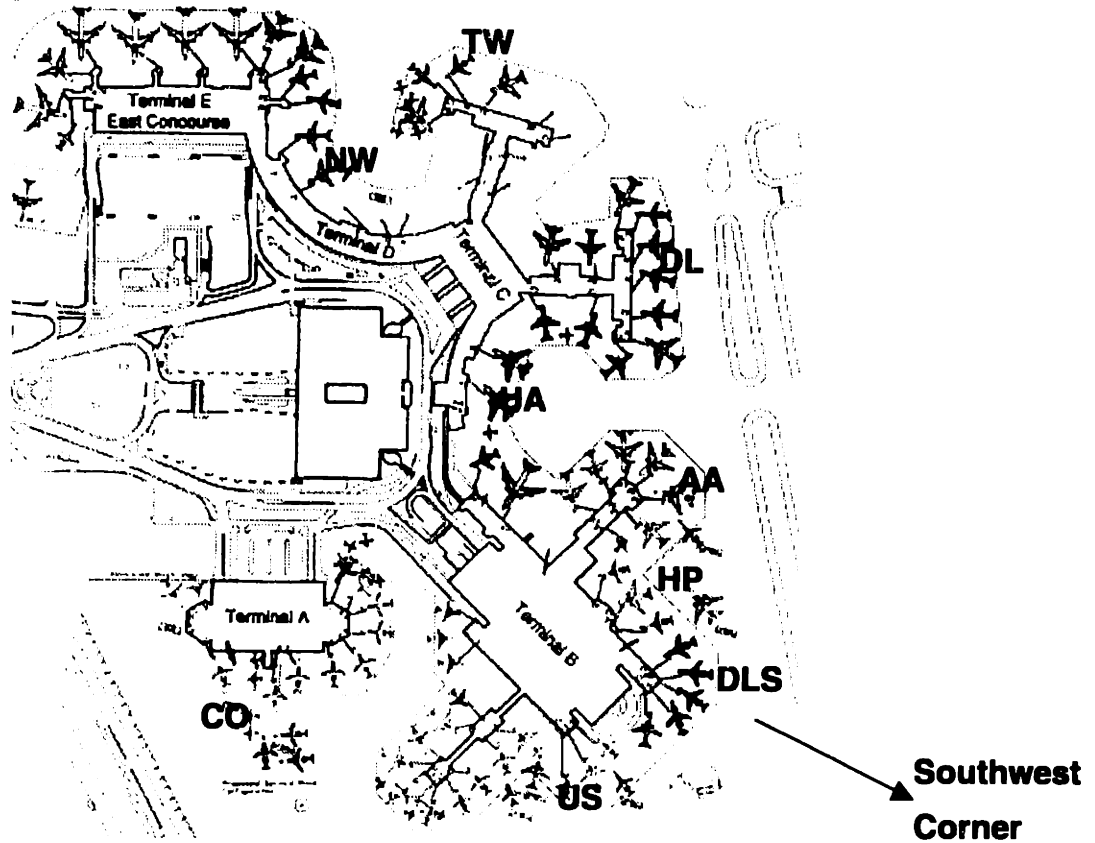 TW
Terminal E
East Concourse
NW
Terminal D
Terminal C
DL
UA
AA
HP
Terminal A
Terminal B
DLS
CO
US
Southwest
Corner